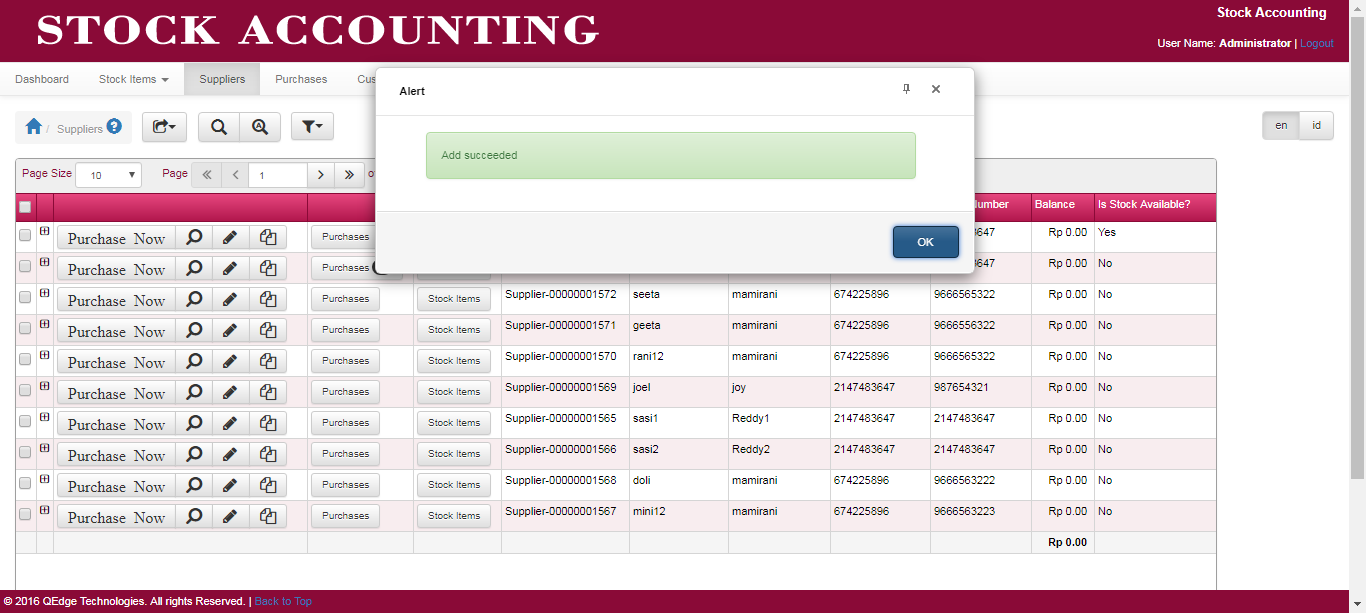 STOCK ACCOUNTING
Stock Accounting
User Name: Administrator | Logout
Dashboard Stock Items Suppliers Purchases Cus
Alert
/ Suppliers
en id
Add succeeded
Page Size 10 Page 1 o
umber Balance Is Stock Available?
OK
Purchase Now Purchases 647 Rp 0.00 Yes
Purchase Now Purchases 647 Rp 0.00 No
Purchase Now Purchases Stock Items Supplier-00000001572 seeta mamirani 674225896 9666565322 Rp 0.00 No
Purchase Now Purchases Stock Items Supplier-00000001571 geeta mamirani 674225896 9666556322 Rp 0.00 No
Purchase Now Purchases Stock Items Supplier-00000001570 rani12 mamirani 674225896 9666565322 Rp 0.00 No
Purchase Now Purchases Stock Items Supplier-00000001569 joel joy 2147483647 987654321 Rp 0.00 No
Purchase Now Purchases Stock Items Supplier-00000001565 sasi1 Reddy1 2147483647 2147483647 Rp 0.00 No
Purchase Now Purchases Stock Items Supplier-00000001566 sasi2 Reddy2 2147483647 2147483647 Rp 0.00 No
Purchase Now Purchases Stock Items Supplier-00000001568 doli mamirani 674225896 9666563222 Rp 0.00 No
Purchase Now Purchases Stock Items Supplier-00000001567 mini12 mamirani 674225896 9666563223 Rp 0.00 No
Rp 0.00
© 2016 QEdge Technologies. All rights Reserved. | Back to Top